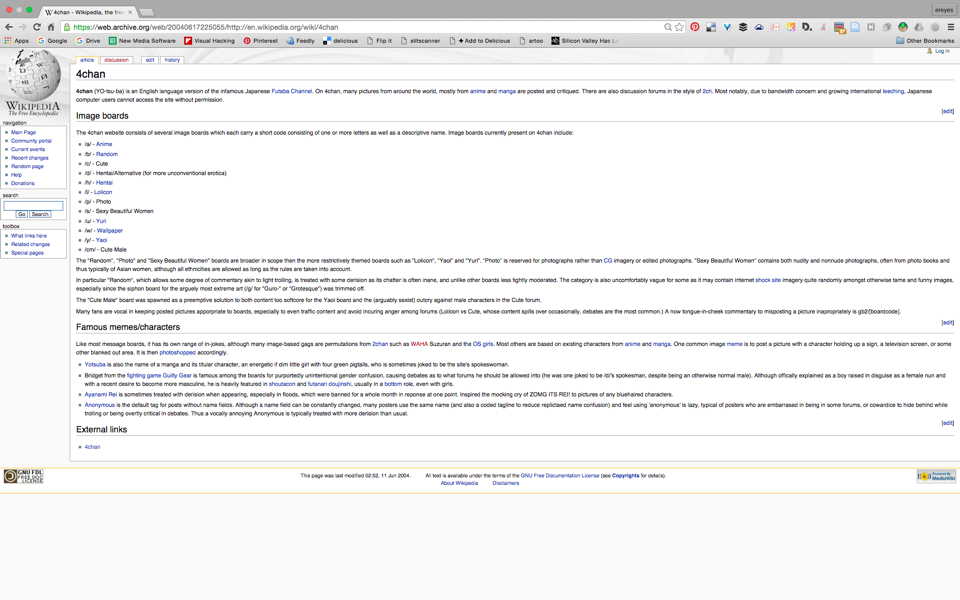 4chan - Wikipedia, the free
ereyes
https://web.archive.org/web/20040617225055/http://en.wikipedia.org/wiki/4chan
Apps Google Drive New Media Software Visual Hacking Pinterest Feedly delicious Flip it slitscanner + Add to Delicious artoo Silicon Valley Has L Other Bookmarks
Log in
article discussion edit history
WIKIPEDIA
The Free Encyclopedia
navigation
Main Page
Community portal
Current events
Recent changes
Random page
Help
Donations
search
Go Search
toolbox
What links here
Related changes
Special pages
4chan
4chan (YO-tsu-ba) is an English language version of the infamous Japanese Futaba Channel. On 4chan, many pictures from around the world, mostly from anime and manga are posted and critiqued. There are also discussion forums in the style of 2ch. Most notably, due to bandwidth concern and growing international leeching, Japanese
computer users cannot access the site without permission.
[edit]
Image boards
The 4chan website consists of several image boards which each carry a short code consisting of one or more letters as well as a descriptive name. Image boards currently present on 4chan include:
/a/ - Anime
/b/ - Random
/c/ - Cute
/d/ - Hentai/Alternative (for more unconventional erotica)
/h/ - Hentai
/l/ - Lolicon
/p/ - Photo
/s/ - Sexy Beautiful Women
/u/ - Yuri
/w/ - Wallpaper
/y/ - Yaoi
/cm/ - Cute Male
The "Random", "Photo" and "Sexy Beautiful Women" boards are broader in scope then the more restrictively themed boards such as "Lolicon", "Yaoi" and "Yuri". "Photo" is reserved for photographs rather than CG imagery or edited photographs. "Sexy Beautiful Women" contains both nudity and nonnude photographs, often from photo books and
thus typically of Asian women, although all ethnicities are allowed as long as the rules are taken into account.
In particular "Random", which allows some degree of commentary skin to light trolling, is treated with some derision as its chatter is often inane, and unlike other boards less tightly moderated. The category is also uncomfortably vague for some as it may contain internet shock site imagery quite randomly amongst otherwise tame and funny images,
especially since the siphon board for the arguely most extreme art (/g/ for "Guro-" or "Grotesque") was trimmed off.
The "Cute Male" board was spawned as a preemptive solution to both content too softcore for the Yaoi board and the (arguably sexist) outcry against male characters in the Cute forum.
Many fans are vocal in keeping posted pictures apporpriate to boards, especially to even traffic content and avoid incuring anger among forums (Lolicon vs Cute, whose content spills over occasionally, debates are the most common.) A now tongue-in-cheek commentary to misposting a picture inappropriately is gb2/[boardcode].
[edit]
Famous memes/characters
Like most message boards, it has its own range of in-jokes, although many image-based gags are permutations from 2chan such as WAHA Suzuran and the OS girls. Most others are based on existing characters from anime and manga. One common image meme is to post a picture with a character holding up a sign, a television screen, or some
other blanked out area. It is then photoshopped accordingly.
Yotsuba is also the name of a manga and its titular character, an energetic if dim little girl with four green pigtails, who is sometimes joked to be the site's spokeswoman.
Bridget from the fighting game Guilty Gear is famous among the boards for purportedly unintentional gender confusion, causing debates as to what forums he should be allowed into (he was one joked to be /d/'s spokesman, despite being an otherwise normal male). Although offically explained as a boy raised in disguise as a female nun and
with a recent desire to become more masculine, he is heavily featured in shoutacon and futanari doujinshi, usually in a bottom role, even with girls.
Ayanami Rei is sometimes treated with derision when appearing, especially in floods, which were banned for a whole month in reponse at one point. Inspired the mocking cry of ZOMG ITS REI! to pictures of any bluehaired characters.
Anonymous is the default tag for posts without name fields. Although a name field can be constantly changed, many posters use the same name (and also a coded tagline to reduce replictaed name confusion) and feel using 'anonymous' is lazy, typical of posters who are embarrased in being in some forums, or cowardice to hide behind while
trolling or being overtly critical in debates. Thus a vocally annoying Anonymous is typically treated with more derision than usual.
[edit]
External links
4chan
GNU FDL
FREE DOC
LICENSE
This page was last modified 02:52, 11 Jun 2004. All text is available under the terms of the GNU Free Documentation License (see Copyrights for details).
About Wikipedia Disclaimers
Powered By
MediaWiki